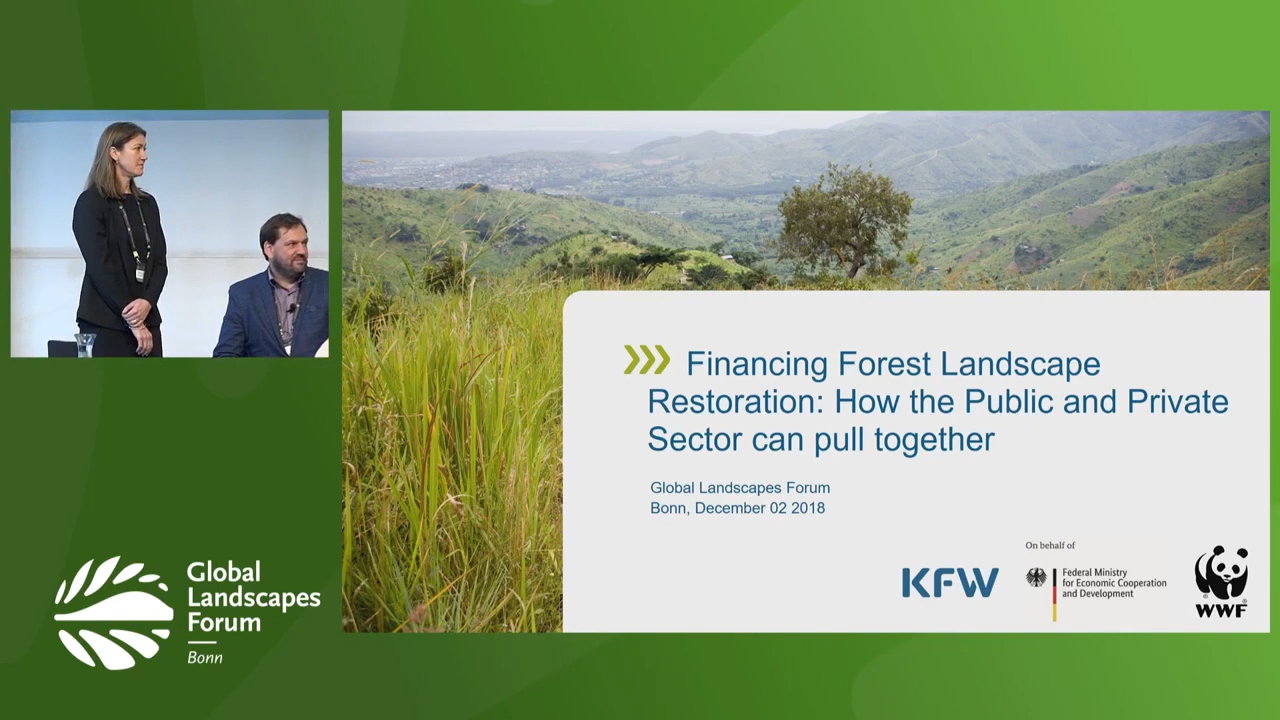 Financing Forest Landscape
Restoration: How the Public and Private
Sector can pull together
Global Landscapes Forum
Bonn, December 02 2018
On behalf of
KFW
Federal Ministry
for Economic Cooperation
and Development
WWF
Global
Landscapes
Forum
Bonn